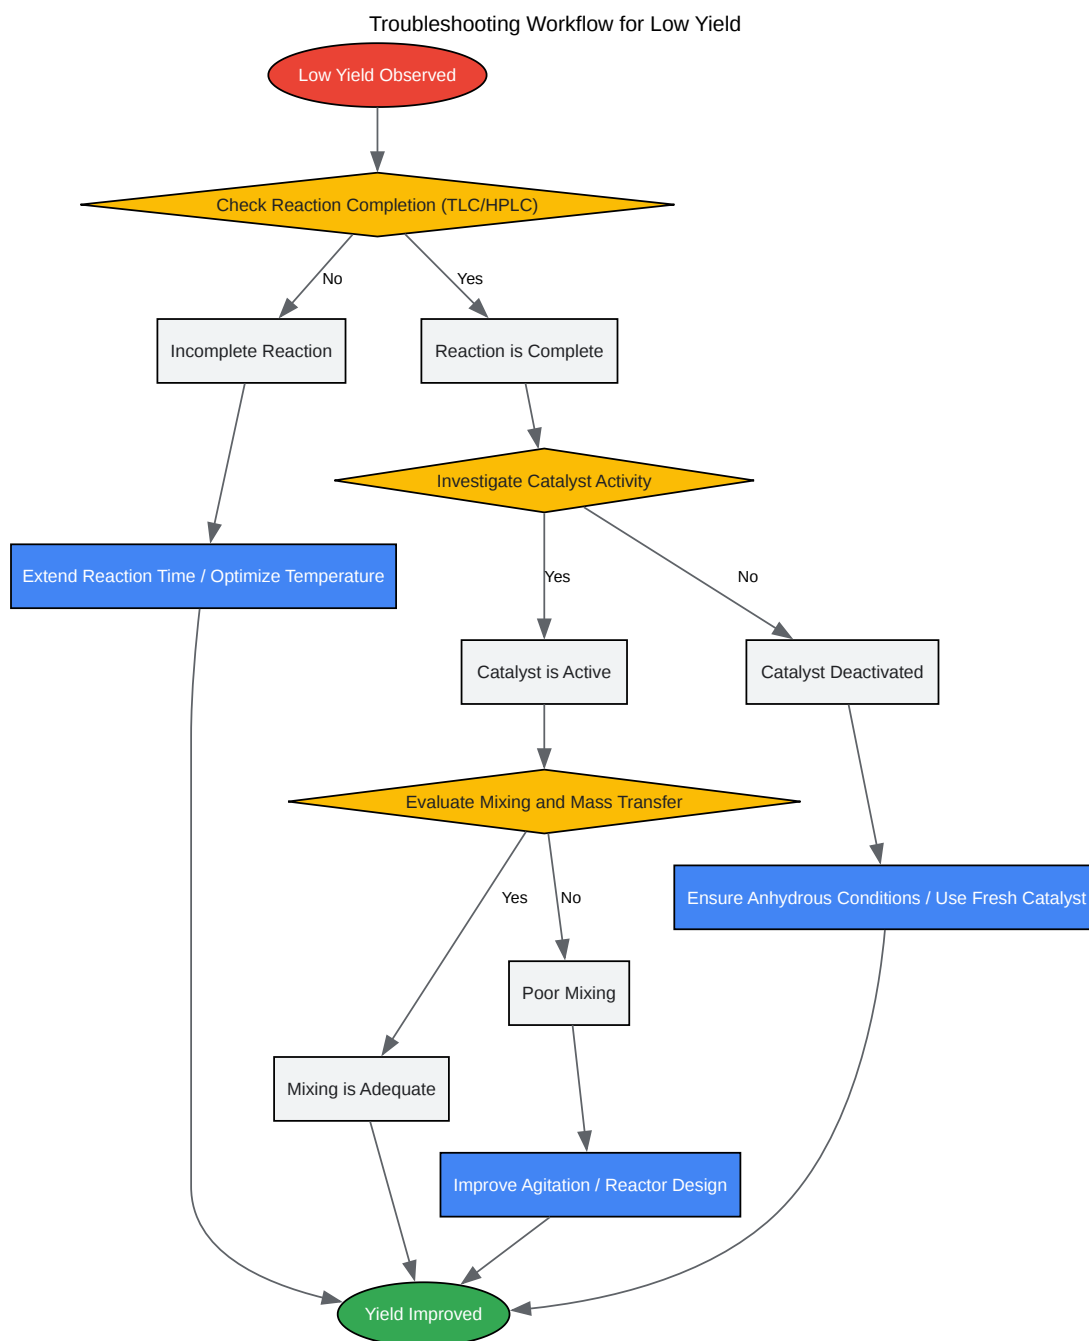 Troubleshooting Workflow for Low Yield
Low Yield Observed
Check Reaction Completion (TLC/HPLC)
No
Yes
Incomplete Reaction
Reaction is Complete
Investigate Catalyst Activity
Extend Reaction Time / Optimize Temperature
Yes
No
Catalyst is Active
Catalyst Deactivated
Evaluate Mixing and Mass Transfer
Yes
No
Ensure Anhydrous Conditions / Use Fresh Catalyst
Poor Mixing
Mixing is Adequate
Improve Agitation / Reactor Design
Yield Improved